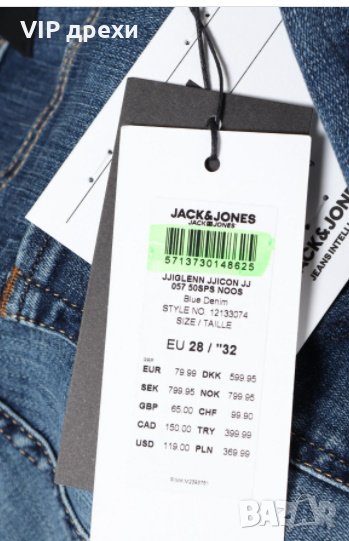 VIP дрехи
JACK&JONES
JACK&JONES
5713730148625
JJIGLENN JJICON JJ
057 50SPS NOOS
Blue Denim
STYLE NO. 12133074
SIZE / TAILLE
EU 28 / "32
EUR 79.99 DKK 599.95
SEK 799.95 NOK 799.95
GBP 65.00 CHF 99.90
CAD 150.00 TRY 399.99
USD 119.00 PLN 369.99
JACK&JONES
JEANS INTELLI
BAZAR